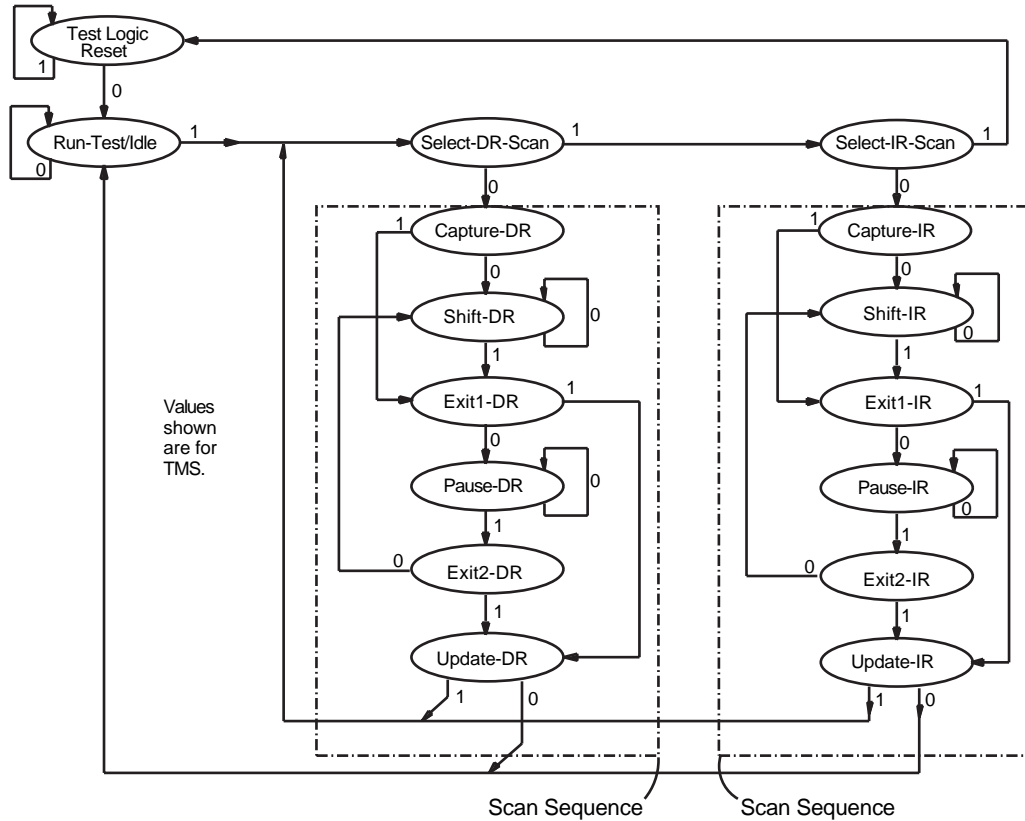 Test Logic
Reset
1
0
Run-Test/Idle
1
Select-DR-Scan
1
Select-IR-Scan
1
0
0
0
1
Capture-DR
1
Capture-IR
0
0
Shift-DR
0
Shift-IR
0
1
1
Exit1-DR
1
Exit1-IR
1
Values
shown
are for
TMS.
0
0
Pause-DR
0
Pause-IR
0
1
1
0
Exit2-DR
0
Exit2-IR
1
1
Update-DR
Update-IR
1
0
1
0
Scan Sequence
Scan Sequence